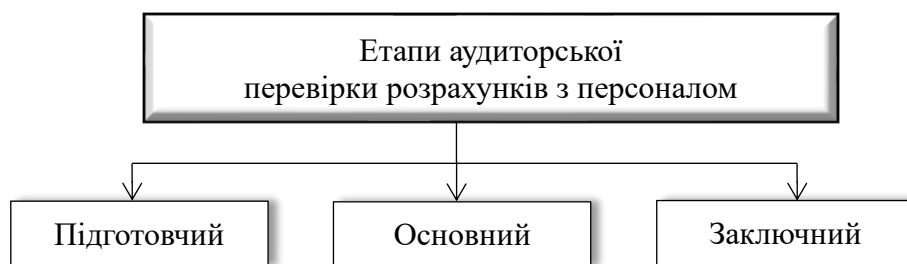 Етапи аудиторської
перевірки розрахунків з персоналом
Підготовчий
Основний
Заключний